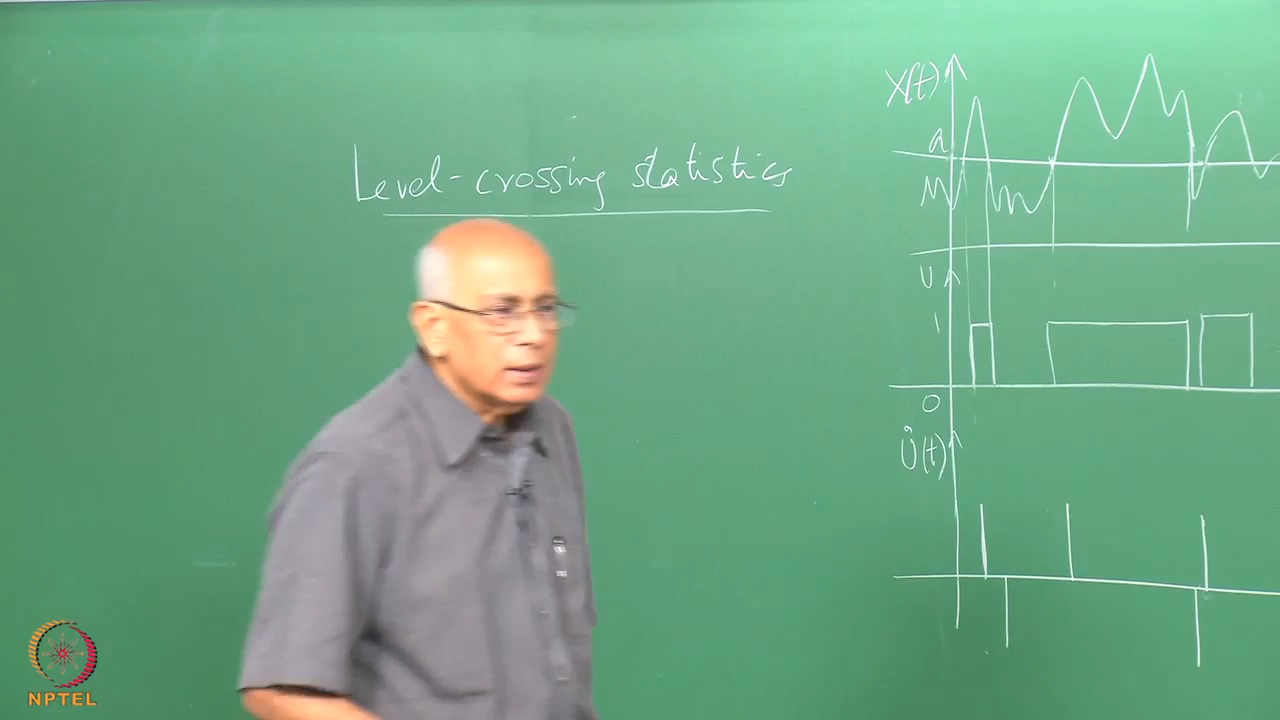 Level-crossing statistics
X(t)
a
U
1
0
U̇(t)
NPTEL